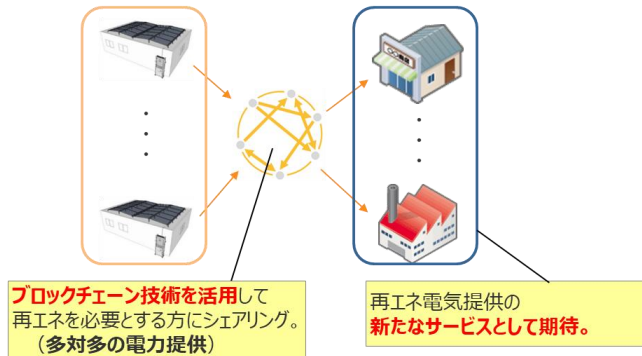 ブロックチェーン技術を活用して
再エネを必要とする方にシェアリング。
（多対多の電力提供）
再エネ電気提供の
新たなサービスとして期待。